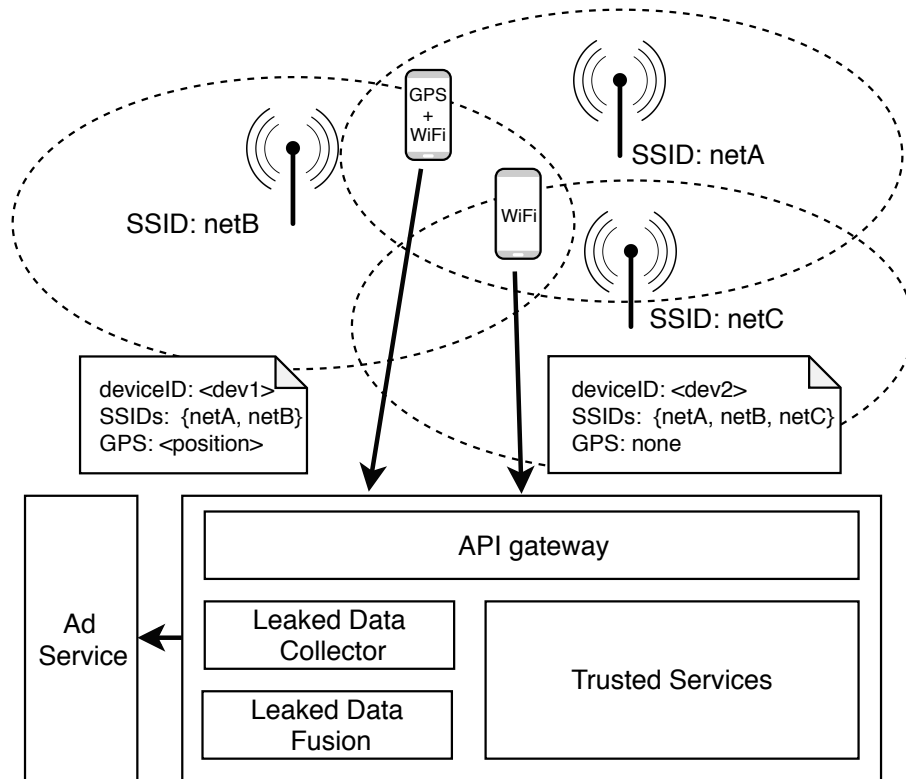 GPS
+
WiFi
SSID: netA
SSID: netB
WiFi
SSID: netC
deviceID: <dev1>
SSIDs:  {netA, netB}
GPS: <position>
deviceID: <dev2>
SSIDs:  {netA, netB, netC}
GPS: none
API gateway
Ad
Service
Leaked Data
Collector
Leaked Data
Fusion
Trusted Services